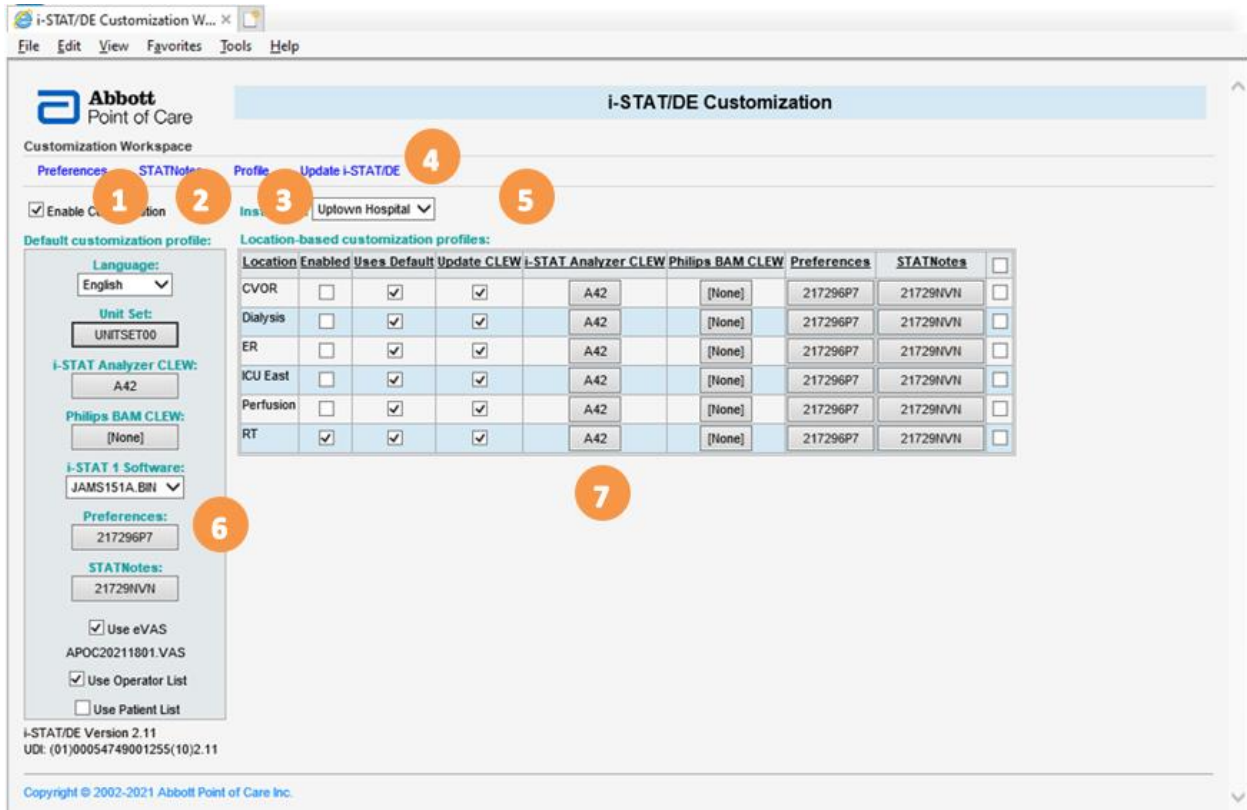 i-STAT/DE Customization W...
File Edit View Favorites Tools Help
Abbott
Point of Care
i-STAT/DE Customization
Customization Workspace
Preferences STATNotes Profile Update i-STAT/DE
4
1
2
3
5
Enable
Uptown Hospital
Default customization profile:
Location-based customization profiles:
Language:
English
Unit Set:
UNITSET00
i-STAT Analyzer CLEW:
A42
Philips BAM CLEW:
[None]
i-STAT 1 Software:
JAMS151A.BIN
Preferences:
217296P7
6
STATNotes:
21729NVN
Use eVAS
APOC20211801.VAS
Use Operator List
Use Patient List
Location Enabled Uses Default Update CLEW i-STAT Analyzer CLEW Philips BAM CLEW Preferences STATNotes
CVOR A42 [None] 217296P7 21729NVN
Dialysis A42 [None] 217296P7 21729NVN
ER A42 [None] 217296P7 21729NVN
ICU East A42 [None] 217296P7 21729NVN
Perfusion A42 [None] 217296P7 21729NVN
RT A42 [None] 217296P7 21729NVN
7
i-STAT/DE Version 2.11
UDI: (01)00054749001255(10)2.11
Copyright © 2002-2021 Abbott Point of Care Inc.